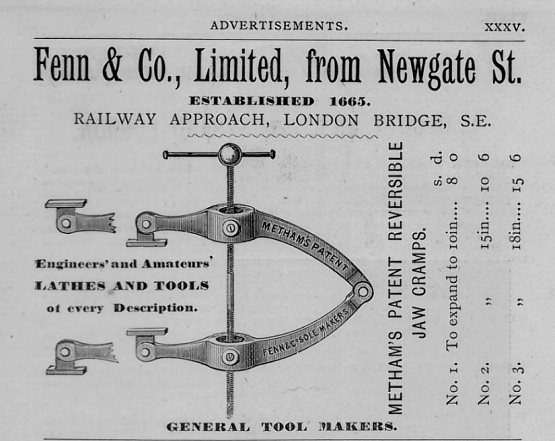 ADVERTISEMENTS. XXXV.
Fenn & Co., Limited, from Newgate St.
ESTABLISHED 1665.
RAILWAY APPROACH, LONDON BRIDGE, S.E.
METHAM'S PATENT
FENN & Co SOLE MAKERS
Engineers' and Amateurs'
LATHES AND TOOLS
of every Description.
METHAM'S PATENT REVERSIBLE
JAW CRAMPS.
s. d.
No. 1. To expand to 10in..... 8 0
No. 2. „ 15in..... 10 6
No. 3. „ 18in..... 15 6
GENERAL TOOL MAKERS.